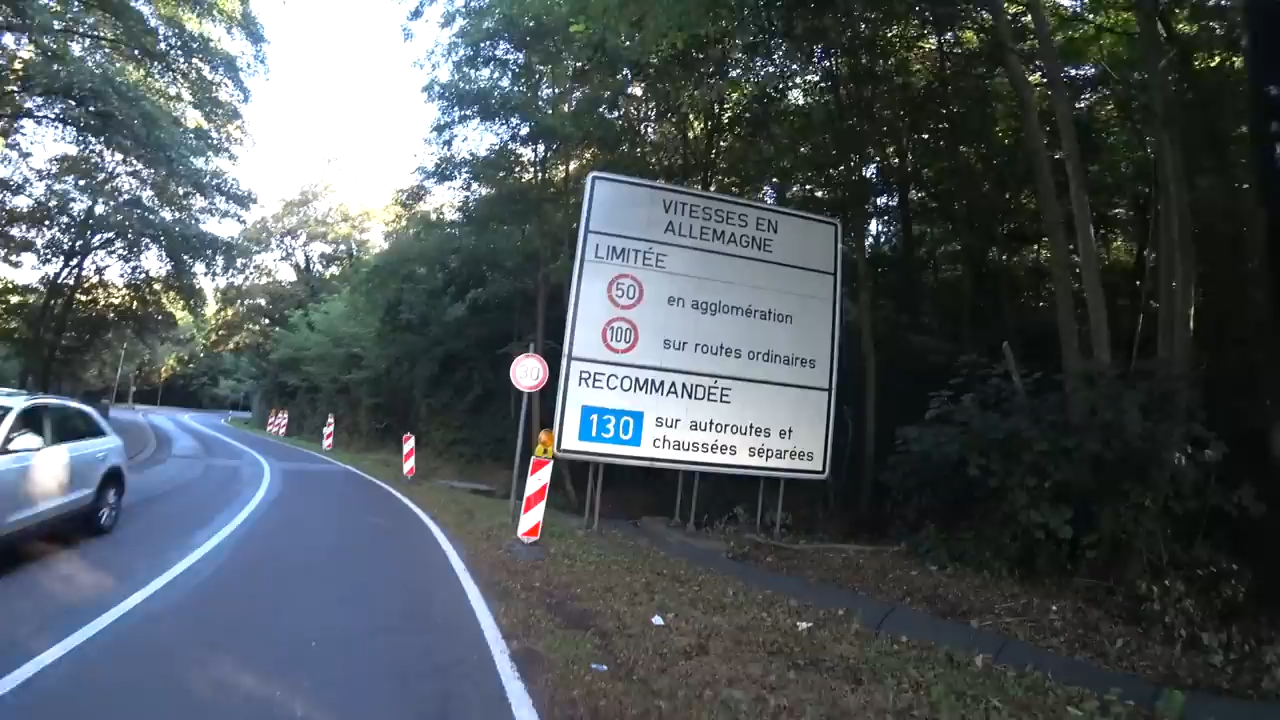 VITESSES EN
ALLEMAGNE
LIMITÉE
50 en agglomération
100 sur routes ordinaires
RECOMMANDÉE
130 sur autoroutes et
chaussées séparées
30